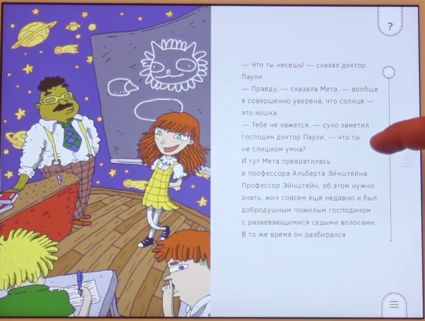 — Что ты несешь! — сказал доктор
Паули.
— Правду, — сказала Мета, — вообще
я совершенно уверена, что солнце —
это кошка.
— Тебе не кажется, — сухо заметил
господин доктор Паули, — что ты
не слишком умна?
И тут Мета превратилась
в профессора Альберта Эйнштейна.
Профессор Эйнштейн, об этом нужно
знать, жил совсем еще недавно и был
добродушным пожилым господином
с развевающимися седыми волосами.
В то же время он разбирался
?